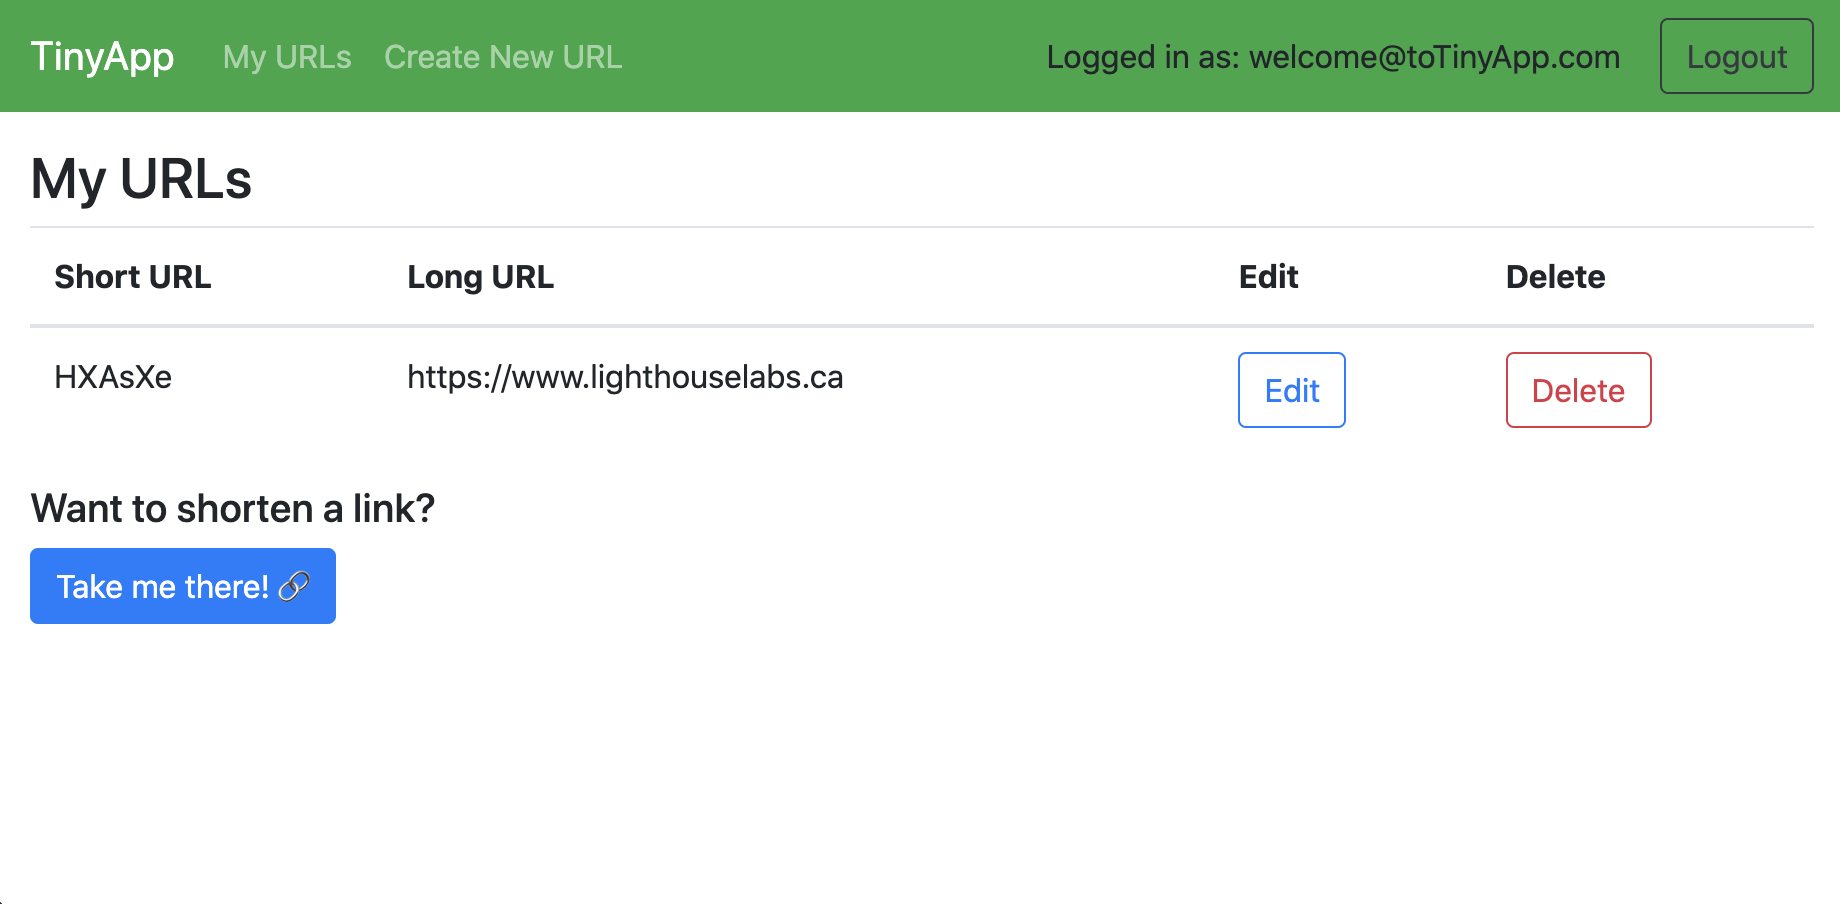 TinyApp My URLs Create New URL Logged in as: welcome@toTinyApp.com Logout
My URLs
Short URL Long URL Edit Delete
HXAsXe https://www.lighthouselabs.ca Edit Delete
Want to shorten a link?
Take me there! 🔗